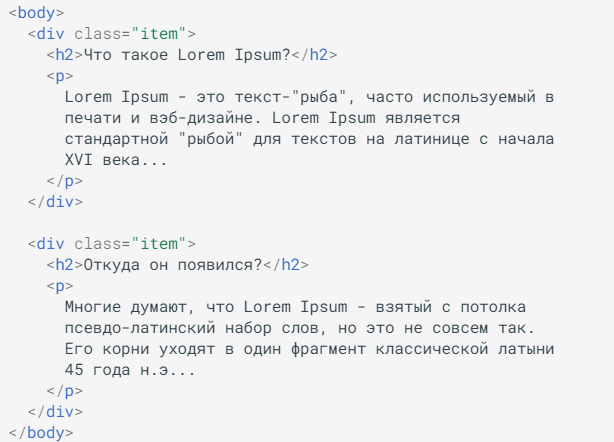 <body>
<div class="item">
<h2>Что такое Lorem Ipsum?</h2>
<p>
Lorem Ipsum - это текст-"рыба", часто используемый в
печати и вэб-дизайне. Lorem Ipsum является
стандартной "рыбой" для текстов на латинице с начала
XVI века...
</p>
</div>
<div class="item">
<h2>Откуда он появился?</h2>
<p>
Многие думают, что Lorem Ipsum - взятый с потолка
псевдо-латинский набор слов, но это не совсем так.
Его корни уходят в один фрагмент классической латыни
45 года н.э...
</p>
</div>
</body>